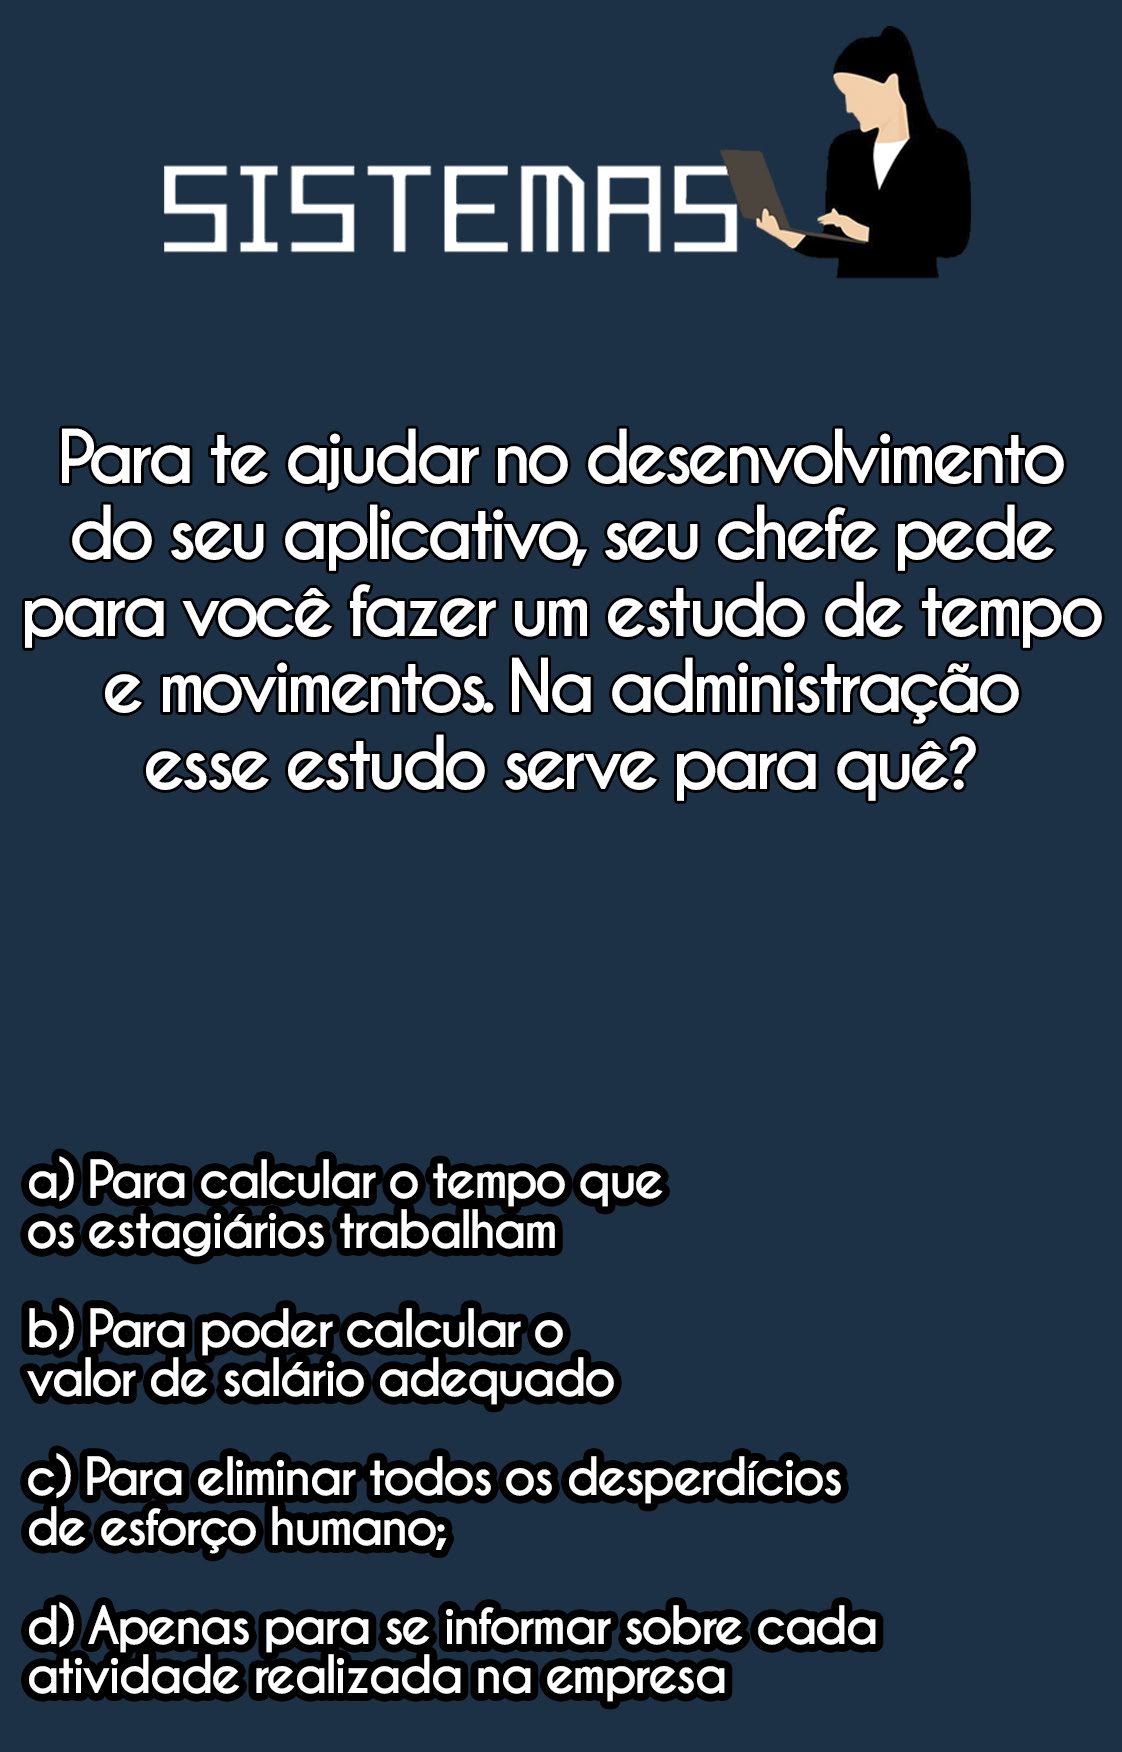 SISTEMAS
Para te ajudar no desenvolvimento
do seu aplicativo, seu chefe pede
para você fazer um estudo de tempo
e movimentos. Na administração
esse estudo serve para quê?
a) Para calcular o tempo que
os estagiários trabalham
b) Para poder calcular o
valor de salário adequado
c) Para eliminar todos os desperdícios
de esforço humano;
d) Apenas para se informar sobre cada
atividade realizada na empresa